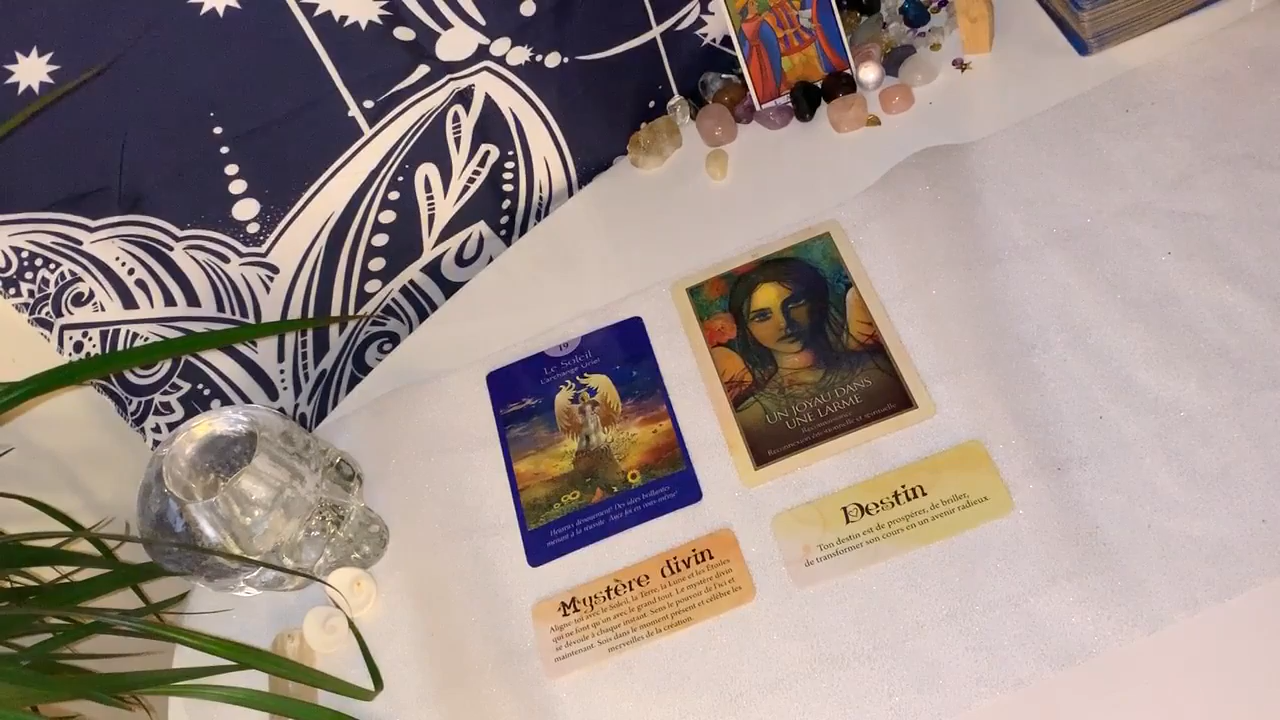 19
Le Soleil
L'archange Uriel
Heureux dénouement! Des idées brillantes
menant à la réussite. Ayez foi en vous-même!
UN JOYAU DANS
UNE LARME
Reconnaissance
Reconnexion émotionnelle et spirituelle
Mystère divin
Aligne toi avec le Soleil, la Terre, la Lune et les Étoiles
qui ne font qu'un avec le grand tout. Le mystère divin
se dévoile à chaque instant. Sens le pouvoir de l'ici et
maintenant. Sois dans le moment présent et célèbre les
merveilles de la création.
Destin
Ton destin est de prospérer, de briller,
de transformer son cours en un avenir radieux.